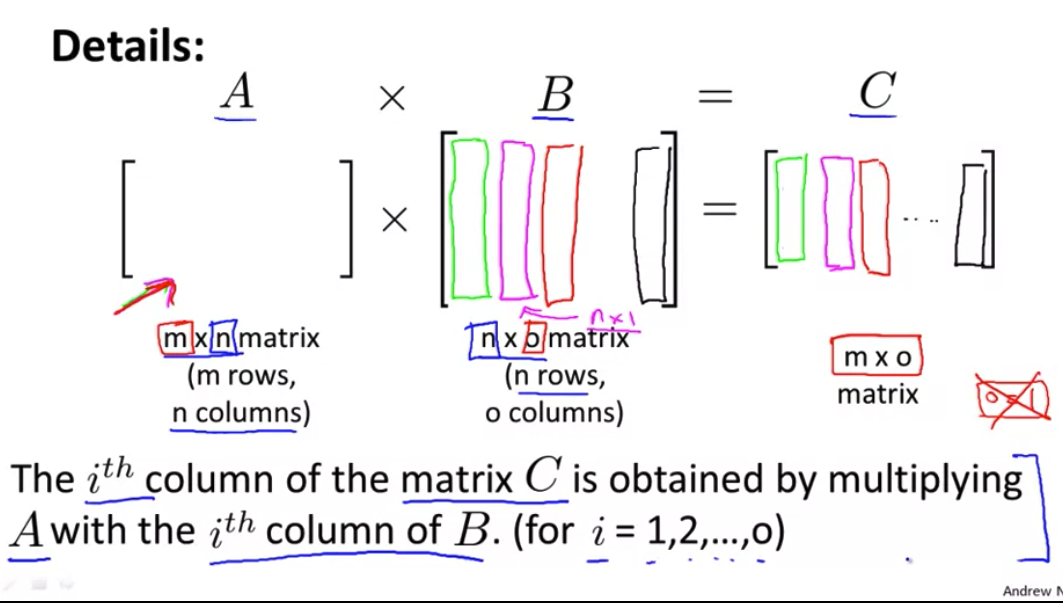 Details:
A × B = C
[ ] × [ ] = [ ... ]
n x 1
m x n matrix
(m rows,
n columns)
n x o matrix
(n rows,
o columns)
m x o
matrix
o = 1
The i^th column of the matrix C is obtained by multiplying
A with the i^th column of B. (for i = 1,2,...,o)
Andrew N